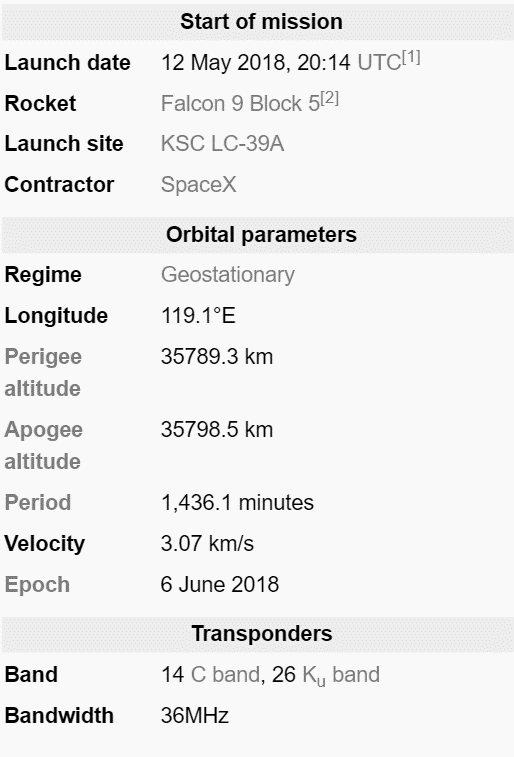 Start of mission
Launch date 12 May 2018, 20:14 UTC[1]
Rocket Falcon 9 Block 5[2]
Launch site KSC LC-39A
Contractor SpaceX
Orbital parameters
Regime Geostationary
Longitude 119.1°E
Perigee 35789.3 km
altitude
Apogee 35798.5 km
altitude
Period 1,436.1 minutes
Velocity 3.07 km/s
Epoch 6 June 2018
Transponders
Band 14 C band, 26 Ku band
Bandwidth 36MHz